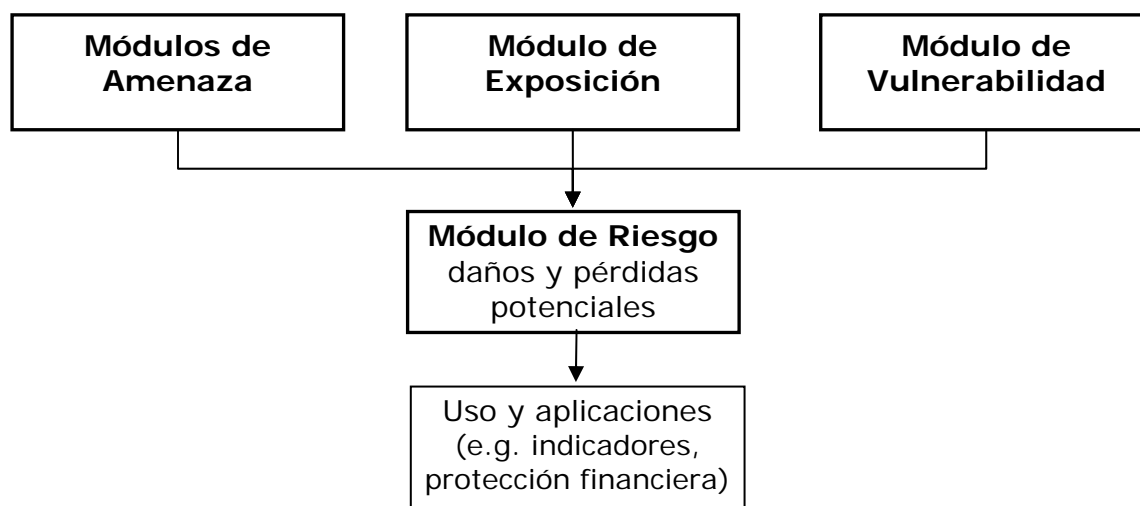 Módulos de
Amenaza
Módulo de
Exposición
Módulo de
Vulnerabilidad
Módulo de Riesgo
daños y pérdidas
potenciales
Uso y aplicaciones
(e.g. indicadores,
protección financiera)